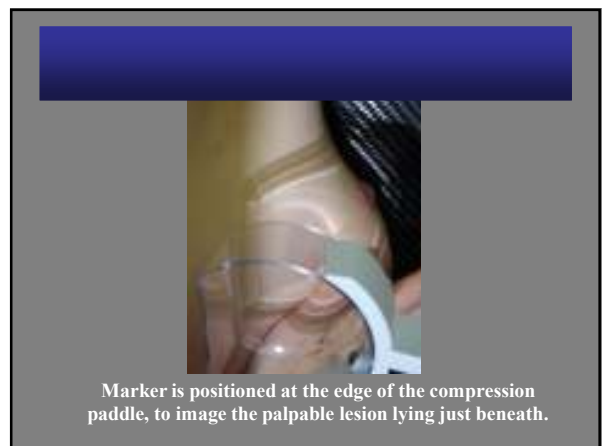 Marker is positioned at the edge of the compression
paddle, to image the palpable lesion lying just beneath.